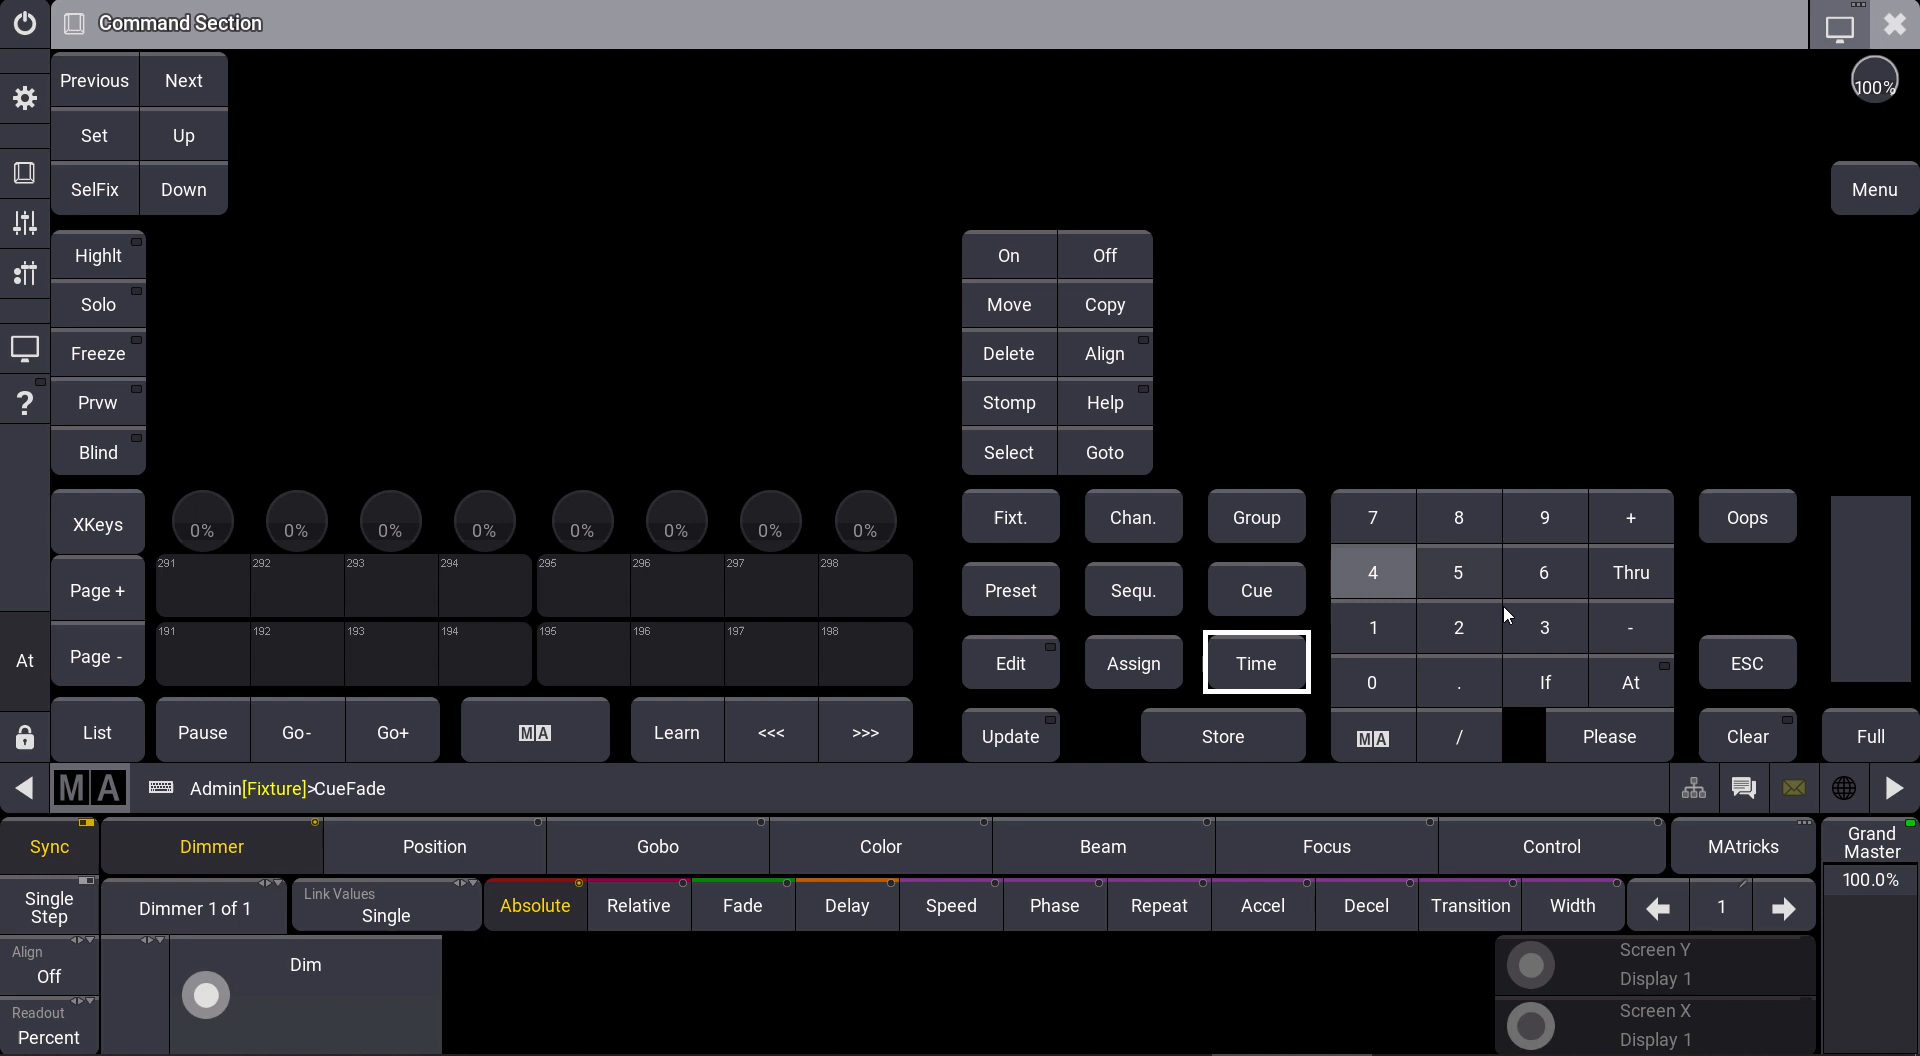 Command Section
Previous
Next
100%
Set
Up
SelFix
Down
Menu
Highlt
Solo
Freeze
Prvw
Blind
On
Off
Move
Copy
Delete
Align
Stomp
Help
Select
Goto
XKeys
0%
0%
0%
0%
0%
0%
0%
0%
291
292
293
294
295
296
297
298
Page +
191
192
193
194
195
196
197
198
Page -
At
List
Pause
Go-
Go+
MA
Learn
<<<
>>>
Fixt.
Chan.
Group
7
8
9
+
Oops
Preset
Sequ.
Cue
4
5
6
Thru
1
2
3
-
Edit
Assign
Time
0
.
If
At
ESC
Update
Store
MA
/
Please
Clear
Full
MA
Admin[Fixture]>CueFade
Sync
Dimmer
Position
Gobo
Color
Beam
Focus
Control
MAtricks
Grand
Master
100.0%
Single
Step
Dimmer 1 of 1
Link Values
Single
Absolute
Relative
Fade
Delay
Speed
Phase
Repeat
Accel
Decel
Transition
Width
1
Align
Off
Dim
Screen Y
Display 1
Readout
Percent
Screen X
Display 1